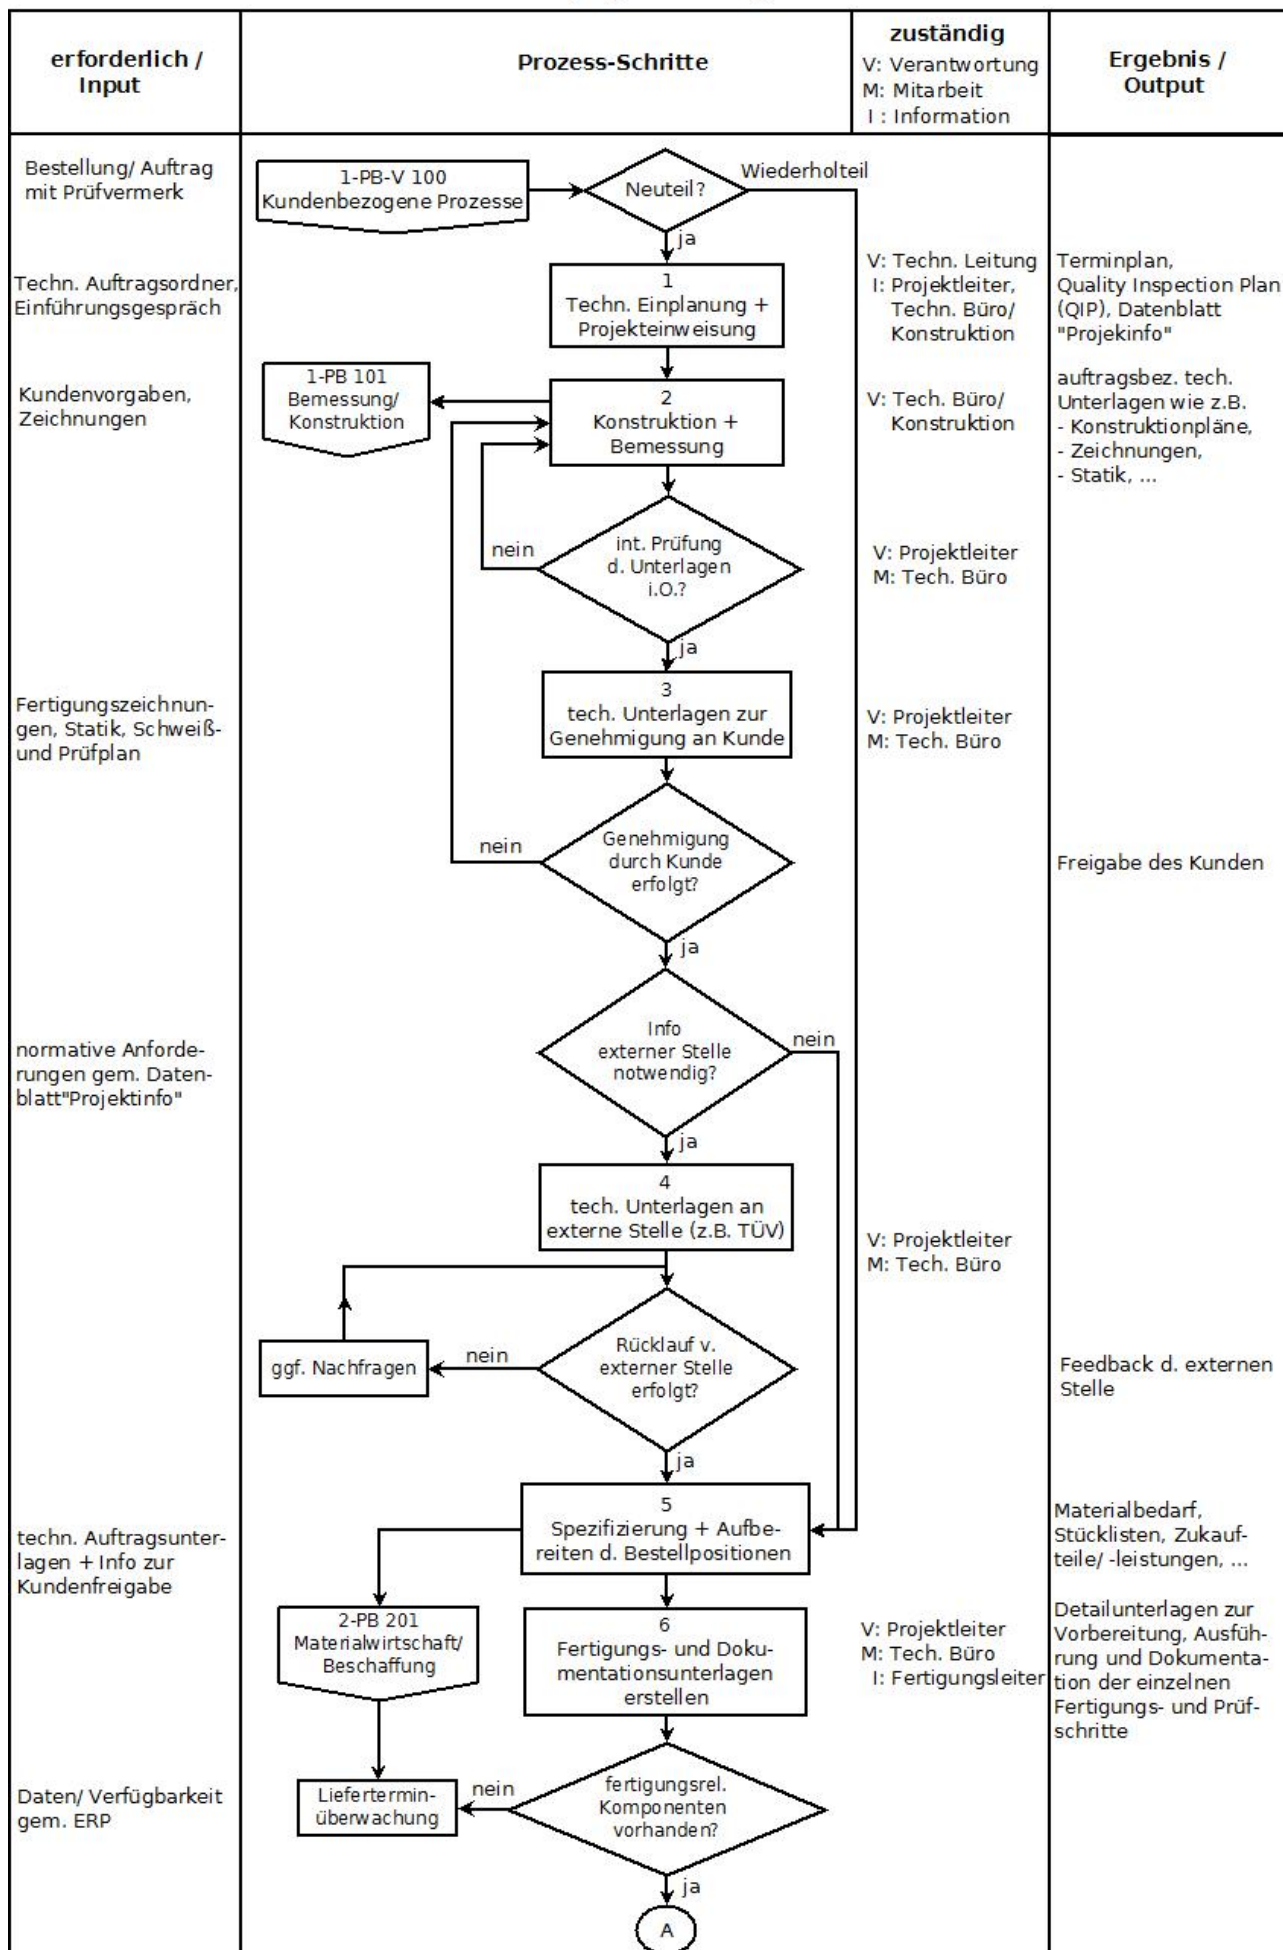 erforderlich /
Input
Prozess-Schritte
zuständig
V: Verantwortung
M: Mitarbeit
I : Information
Ergebnis /
Output
Bestellung/ Auftrag
mit Prüfvermerk
1-PB-V 100
Kundenbezogene Prozesse
Neuteil?
Wiederholteil
ja
Techn. Auftragsordner,
Einführungsgespräch
1
Techn. Einplanung +
Projekteinweisung
V: Techn. Leitung
I: Projektleiter,
Techn. Büro/
Konstruktion
Terminplan,
Quality Inspection Plan
(QIP), Datenblatt
"Projekinfo"
Kundenvorgaben,
Zeichnungen
1-PB 101
Bemessung/
Konstruktion
2
Konstruktion +
Bemessung
V: Tech. Büro/
Konstruktion
auftragsbez. tech.
Unterlagen wie z.B.
- Konstruktionpläne,
- Zeichnungen,
- Statik, ...
nein
int. Prüfung
d. Unterlagen
i.O.?
V: Projektleiter
M: Tech. Büro
ja
Fertigungszeichnun-
gen, Statik, Schweiß-
und Prüfplan
3
tech. Unterlagen zur
Genehmigung an Kunde
V: Projektleiter
M: Tech. Büro
nein
Genehmigung
durch Kunde
erfolgt?
Freigabe des Kunden
ja
normative Anforde-
rungen gem. Daten-
blatt"Projektinfo"
Info
externer Stelle
notwendig?
nein
ja
4
tech. Unterlagen an
externe Stelle (z.B. TÜV)
V: Projektleiter
M: Tech. Büro
ggf. Nachfragen
nein
Rücklauf v.
externer Stelle
erfolgt?
Feedback d. externen
Stelle
ja
techn. Auftragsunter-
lagen + Info zur
Kundenfreigabe
5
Spezifizierung + Aufbe-
reiten d. Bestellpositionen
Materialbedarf,
Stücklisten, Zukauf-
teile/ -leistungen, ...
2-PB 201
Materialwirtschaft/
Beschaffung
6
Fertigungs- und Doku-
mentationsunterlagen
erstellen
V: Projektleiter
M: Tech. Büro
I: Fertigungsleiter
Detailunterlagen zur
Vorbereitung, Ausfüh-
rung und Dokumenta-
tion der einzelnen
Fertigungs- und Prüf-
schritte
Daten/ Verfügbarkeit
gem. ERP
Liefertermin-
überwachung
nein
fertigungsrel.
Komponenten
vorhanden?
ja
A